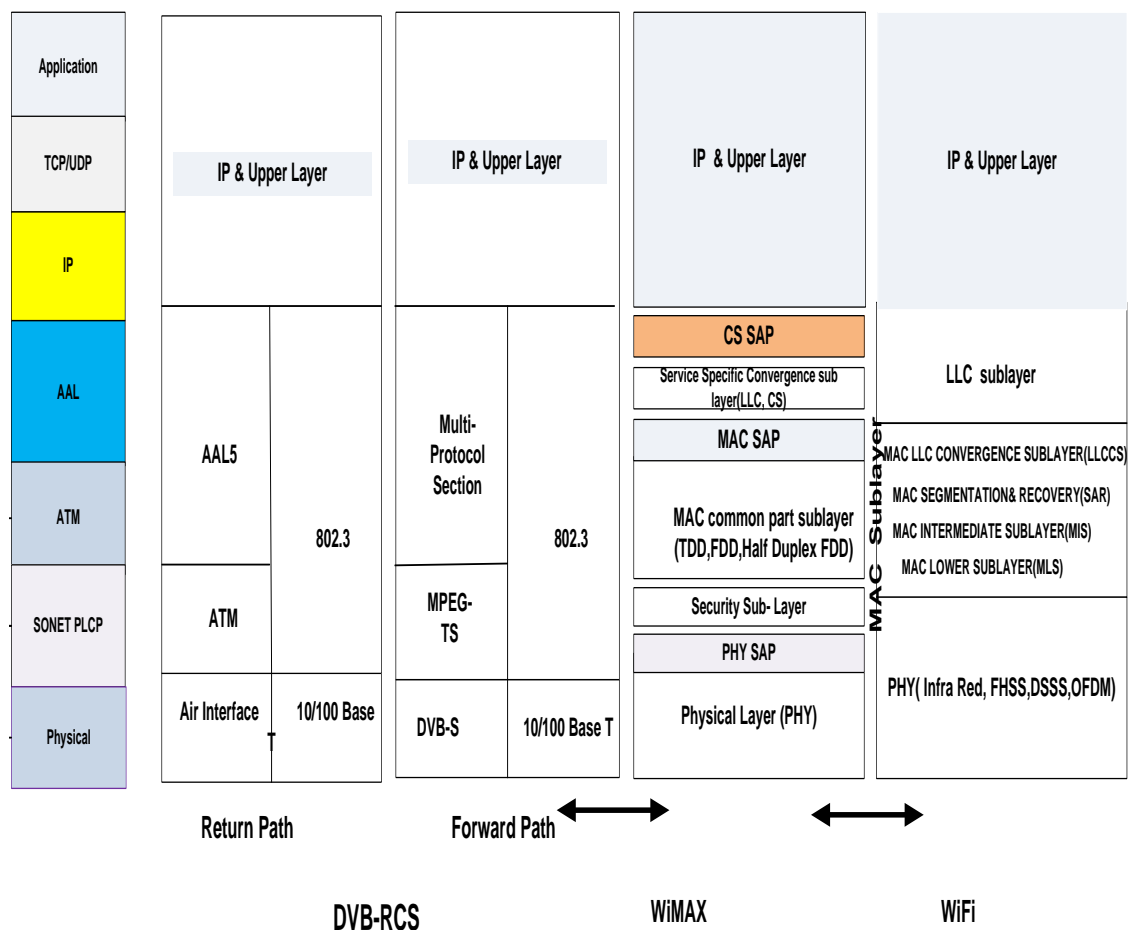 Application
TCP/UDP
IP
AAL
ATM
SONET PLCP
Physical
IP & Upper Layer
AAL5
802.3
ATM
Air Interface
10/100 Base
T
Return Path
IP & Upper Layer
Multi-
Protocol
Section
802.3
MPEG-
TS
DVB-S
10/100 Base T
Forward Path
DVB-RCS
IP & Upper Layer
CS SAP
Service Specific Convergence sub
layer(LLC, CS)
MAC SAP
MAC common part sublayer
(TDD,FDD,Half Duplex FDD)
Security Sub- Layer
PHY SAP
Physical Layer (PHY)
WiMAX
IP & Upper Layer
LLC sublayer
MAC Sublayer
MAC LLC CONVERGENCE SUBLAYER(LLCCS)
MAC SEGMENTATION& RECOVERY(SAR)
MAC INTERMEDIATE SUBLAYER(MIS)
MAC LOWER SUBLAYER(MLS)
PHY( Infra Red, FHSS,DSSS,OFDM)
WiFi